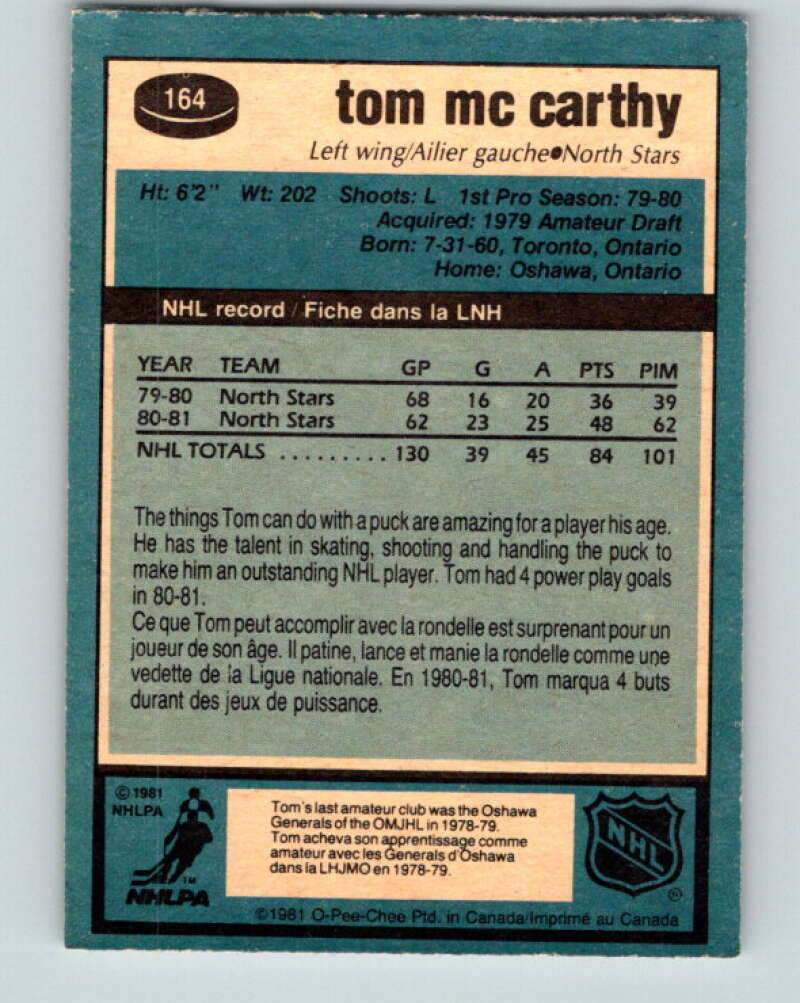 164
tom mc carthy
Left wing/Ailier gauche●North Stars
Ht: 6'2" Wt: 202 Shoots: L 1st Pro Season: 79-80
Acquired: 1979 Amateur Draft
Born: 7-31-60, Toronto, Ontario
Home: Oshawa, Ontario
NHL record / Fiche dans la LNH
YEAR TEAM GP G A PTS PIM
79-80 North Stars 68 16 20 36 39
80-81 North Stars 62 23 25 48 62
NHL TOTALS ......... 130 39 45 84 101
The things Tom can do with a puck are amazing for a player his age.
He has the talent in skating, shooting and handling the puck to
make him an outstanding NHL player. Tom had 4 power play goals
in 80-81.
Ce que Tom peut accomplir avec la rondelle est surprenant pour un
joueur de son âge. Il patine, lance et manie la rondelle comme une
vedette de la Ligue nationale. En 1980-81, Tom marqua 4 buts
durant des jeux de puissance.
© 1981
NHLPA
TM
NHLPA
Tom's last amateur club was the Oshawa
Generals of the OMJHL in 1978-79.
Tom acheva son apprentissage comme
amateur avec les Generals d'Oshawa
dans la LHJMO en 1978-79.
NHL
®
©1981 O-Pee-Chee Ptd. in Canada/Imprimé au Canada